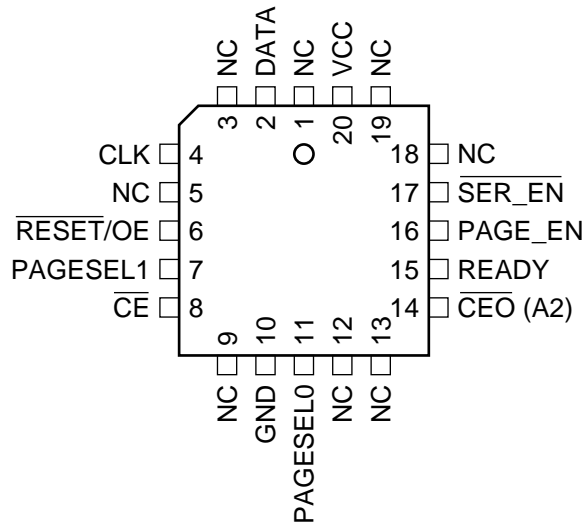 NC
DATA
NC
VCC
NC
3
2
1
20
19
CLK 4
18 NC
NC 5
17 SER_EN
RESET/OE 6
16 PAGE_EN
PAGESEL1 7
15 READY
CE 8
14 CEO (A2)
9
10
11
12
13
NC
GND
PAGESEL0
NC
NC